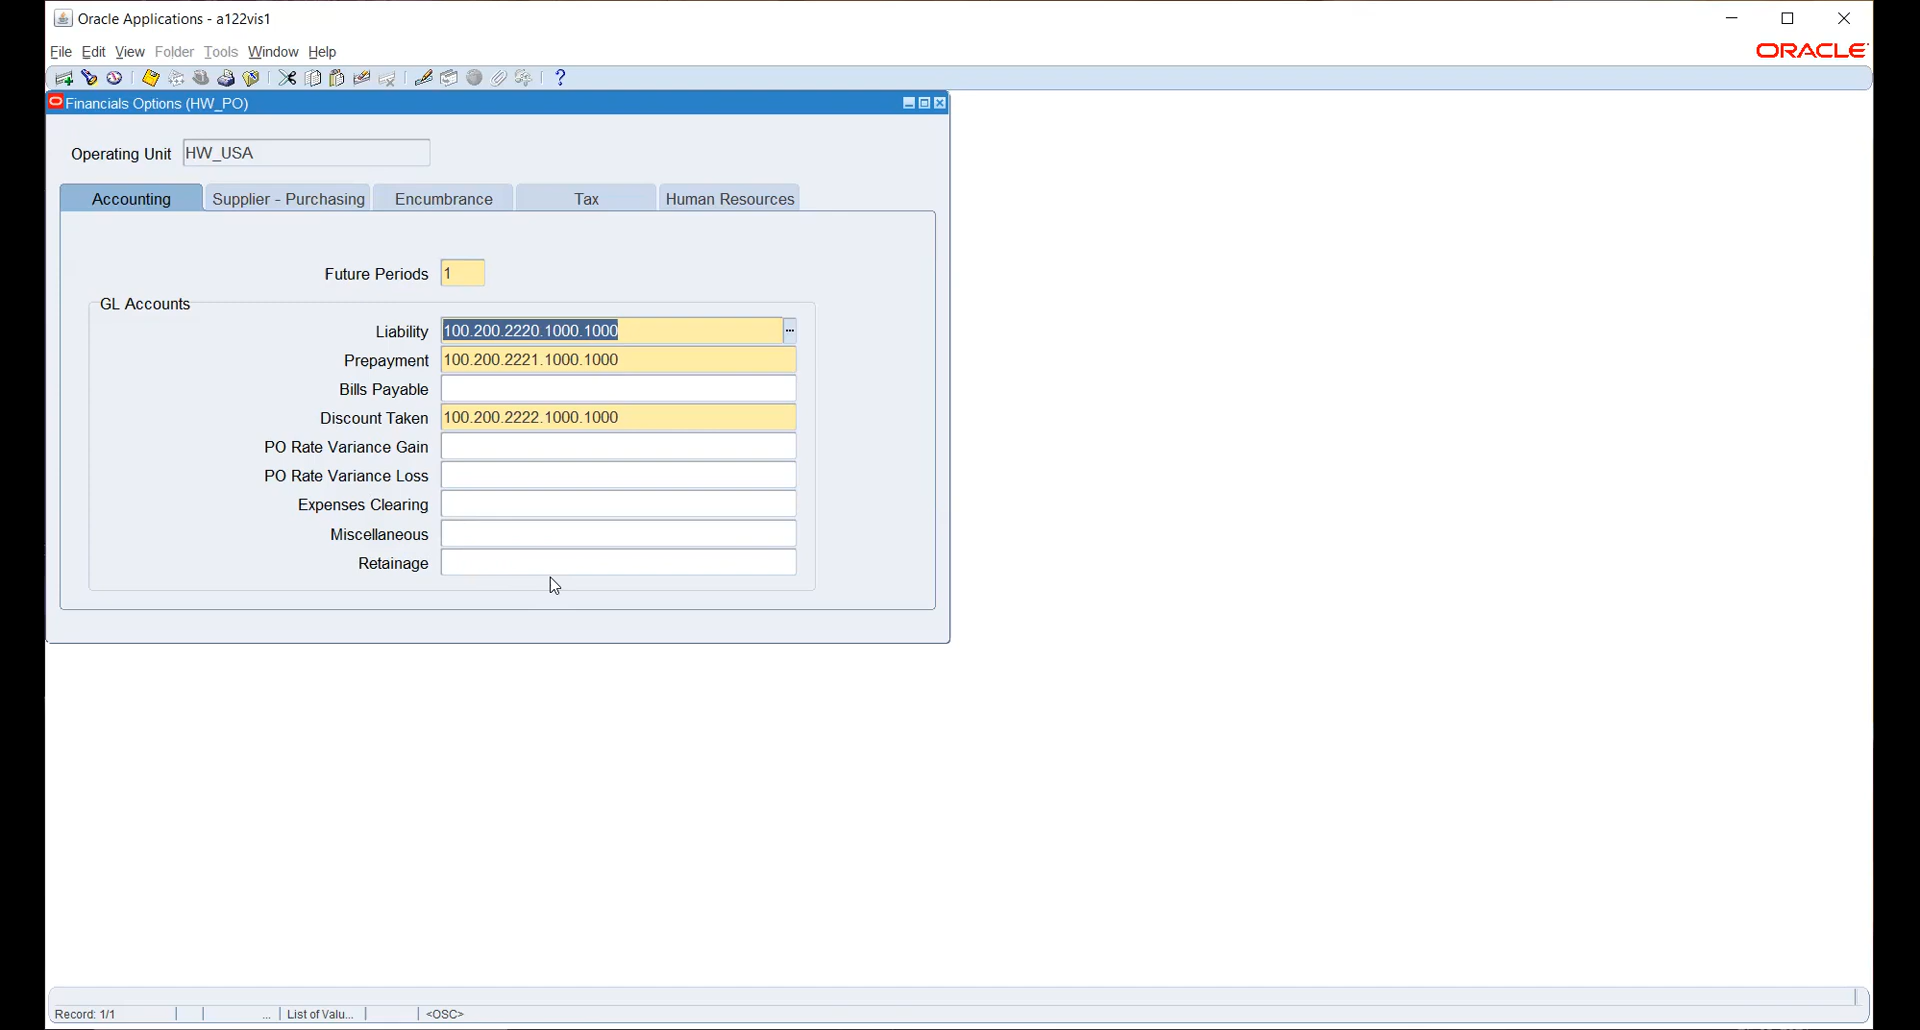 Oracle Applications - a122vis1
File Edit View Folder Tools Window Help
ORACLE
Financials Options (HW_PO)
Operating Unit HW_USA
Accounting Supplier - Purchasing Encumbrance Tax Human Resources
Future Periods 1
GL Accounts
Liability 100.200.2220.1000.1000 ...
Prepayment 100.200.2221.1000.1000
Bills Payable
Discount Taken 100.200.2222.1000.1000
PO Rate Variance Gain
PO Rate Variance Loss
Expenses Clearing
Miscellaneous
Retainage
Record: 1/1 ... List of Valu... <OSC>